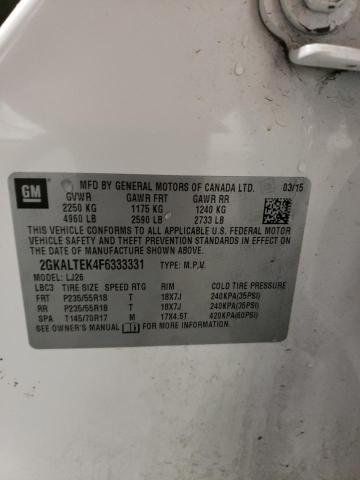 GM
MFD BY GENERAL MOTORS OF CANADA LTD. 03/15
GVWR GAWR FRT GAWR RR
2250 KG 1175 KG 1240 KG
4960 LB 2590 LB 2733 LB
THIS VEHICLE CONFORMS TO ALL APPLICABLE U.S. FEDERAL MOTOR
VEHICLE SAFETY AND THEFT PREVENTION STANDARDS IN EFFECT ON
THE DATE OF MANUFACTURE SHOWN ABOVE.
2GKALTEK4F6333331 TYPE: M.P.V.
MODEL: LJ26
LBC3 TIRE SIZE SPEED RTG RIM COLD TIRE PRESSURE
FRT P235/55R18 T 18X7J 240KPA(35PSI)
RR P235/55R18 T 18X7J 240KPA(35PSI)
SPA T145/70R17 M 17X4.5T 420KPA(60PSI)
SEE OWNER'S MANUAL FOR MORE INFORMATION.